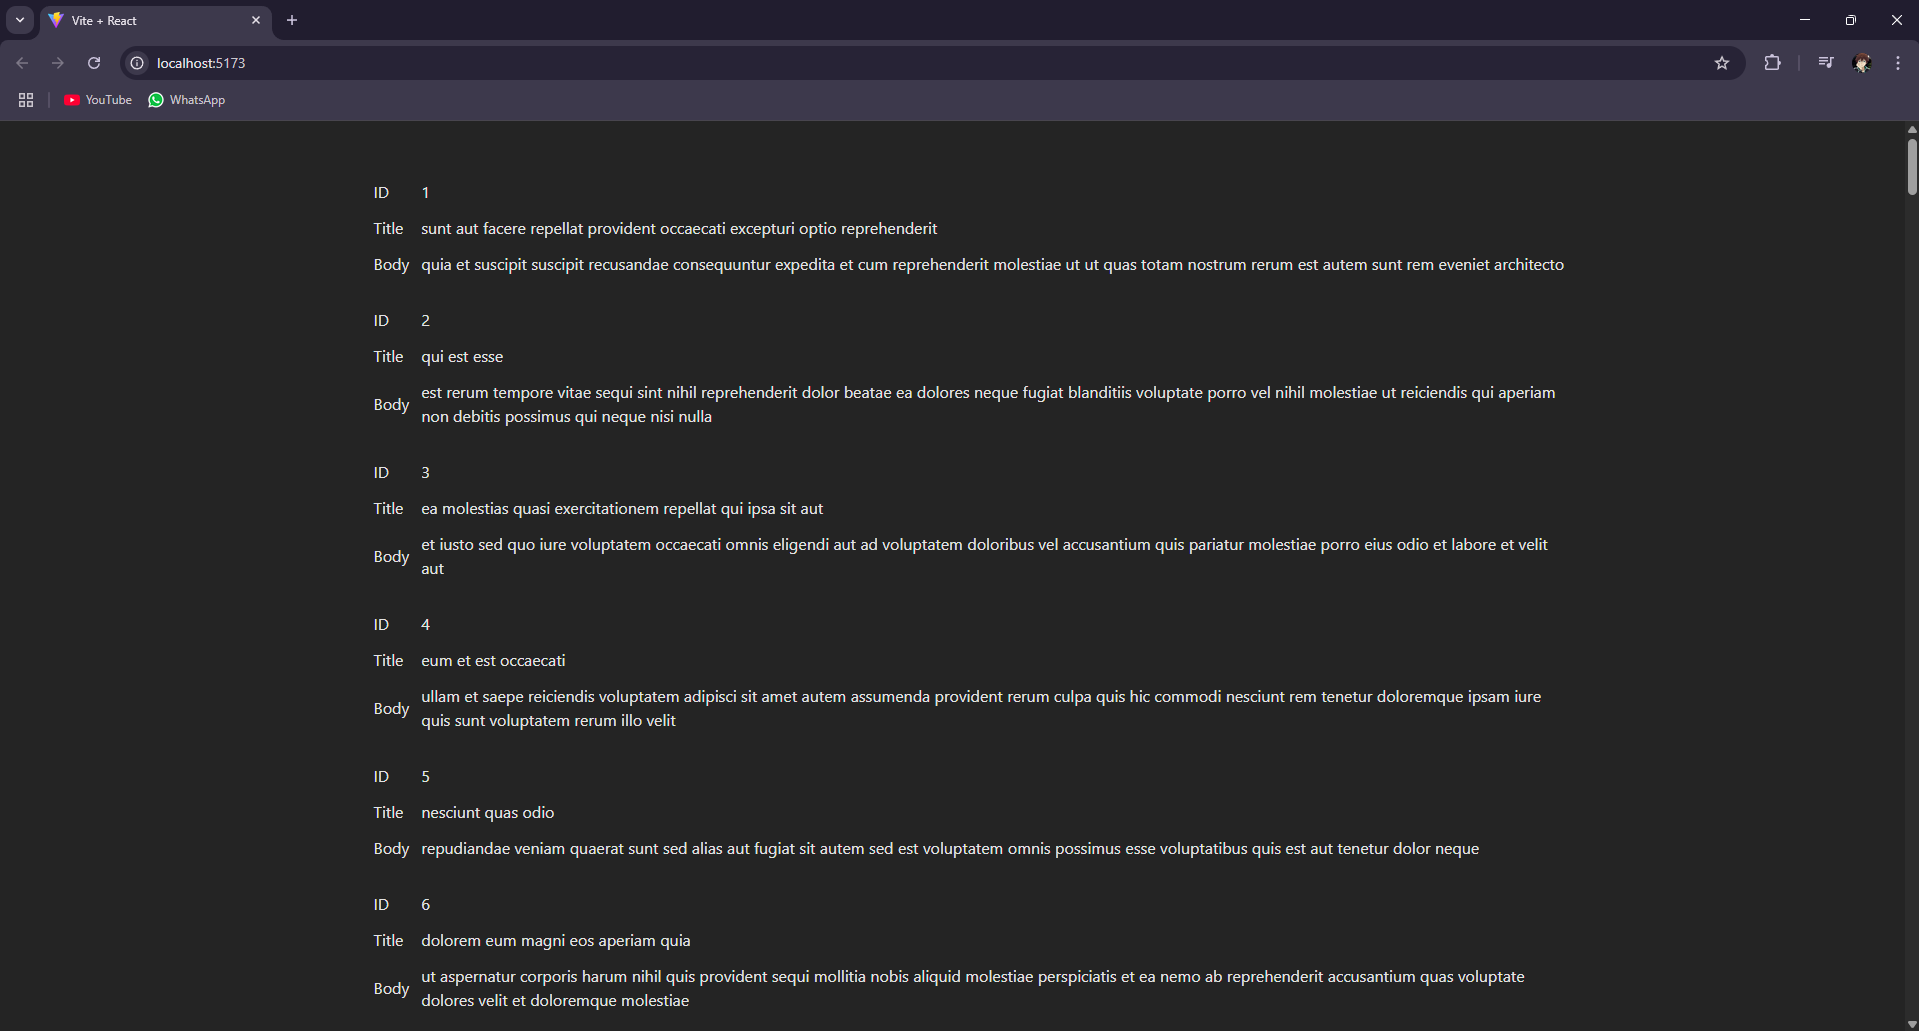 Vite + React
localhost:5173
YouTube WhatsApp
ID 1
Title sunt aut facere repellat provident occaecati excepturi optio reprehenderit
Body quia et suscipit suscipit recusandae consequuntur expedita et cum reprehenderit molestiae ut ut quas totam nostrum rerum est autem sunt rem eveniet architecto
ID 2
Title qui est esse
Body est rerum tempore vitae sequi sint nihil reprehenderit dolor beatae ea dolores neque fugiat blanditiis voluptate porro vel nihil molestiae ut reiciendis qui aperiam
non debitis possimus qui neque nisi nulla
ID 3
Title ea molestias quasi exercitationem repellat qui ipsa sit aut
Body et iusto sed quo iure voluptatem occaecati omnis eligendi aut ad voluptatem doloribus vel accusantium quis pariatur molestiae porro eius odio et labore et velit
aut
ID 4
Title eum et est occaecati
Body ullam et saepe reiciendis voluptatem adipisci sit amet autem assumenda provident rerum culpa quis hic commodi nesciunt rem tenetur doloremque ipsam iure
quis sunt voluptatem rerum illo velit
ID 5
Title nesciunt quas odio
Body repudiandae veniam quaerat sunt sed alias aut fugiat sit autem sed est voluptatem omnis possimus esse voluptatibus quis est aut tenetur dolor neque
ID 6
Title dolorem eum magni eos aperiam quia
Body ut aspernatur corporis harum nihil quis provident sequi mollitia nobis aliquid molestiae perspiciatis et ea nemo ab reprehenderit accusantium quas voluptate
dolores velit et doloremque molestiae